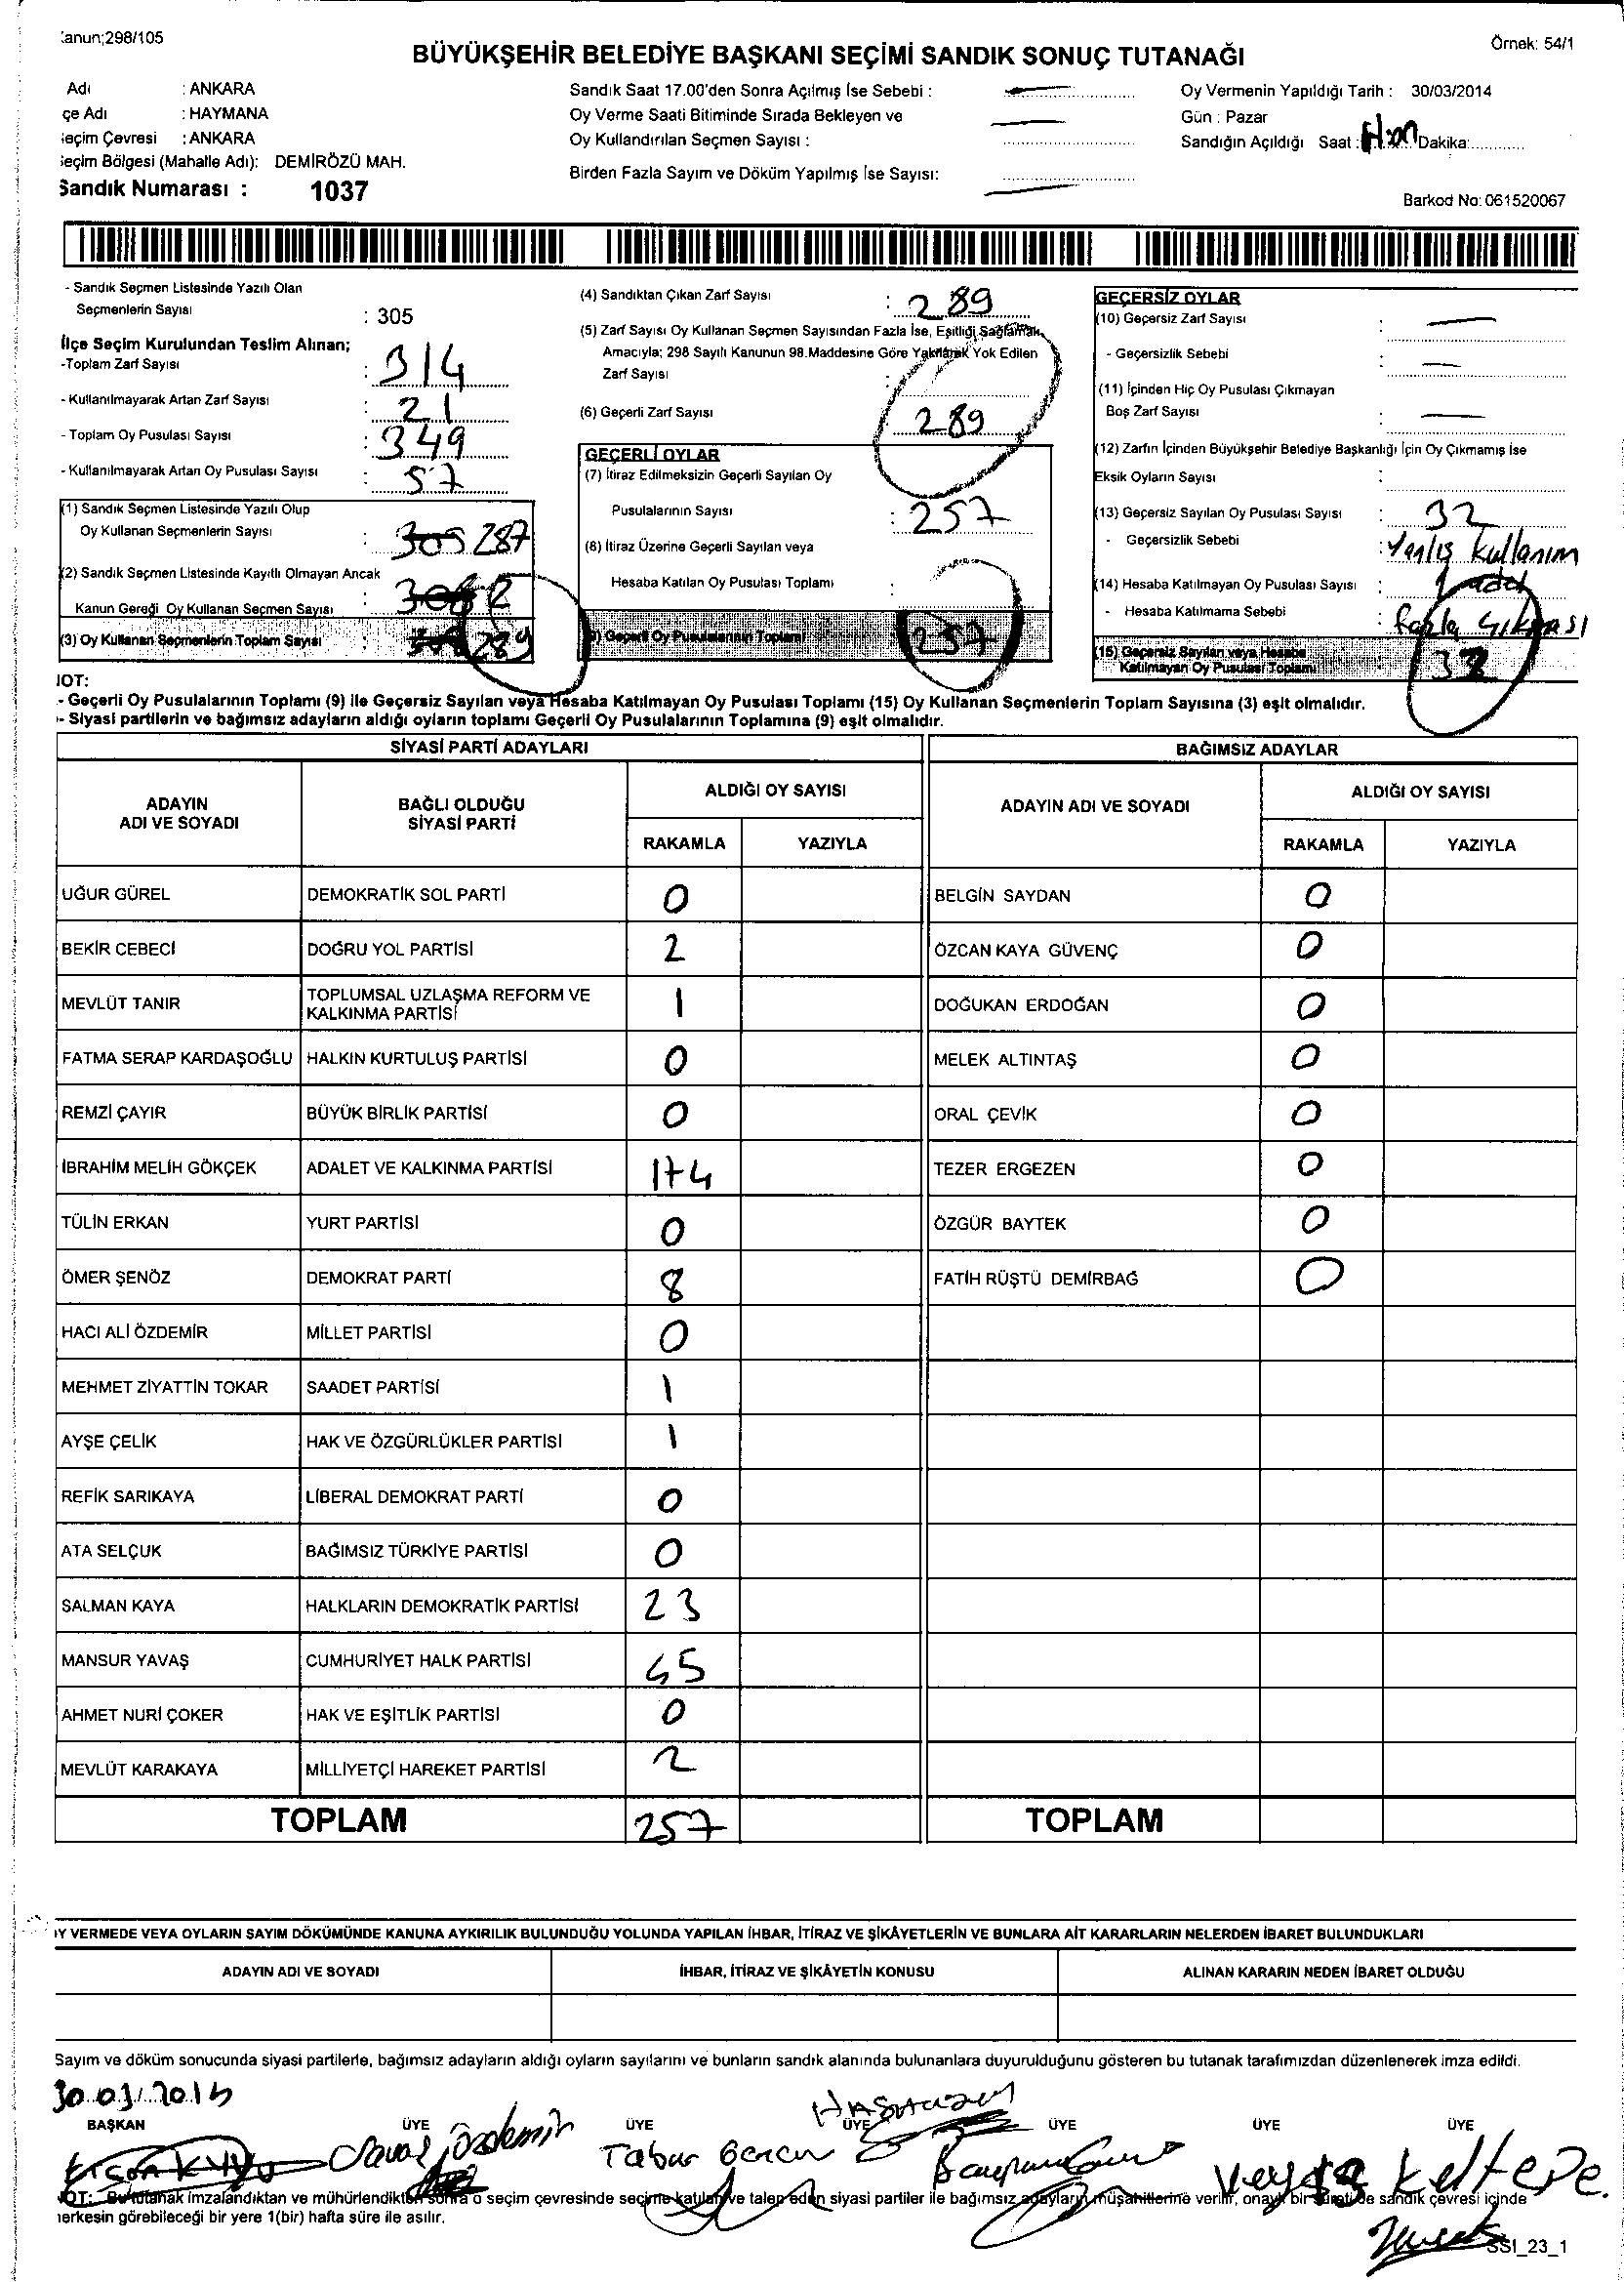 anun;298/105
Örnek: 54/1
BÜYÜKŞEHİR BELEDİYE BAŞKANI SEÇİMİ SANDIK SONUÇ TUTANAĞI
Adı : ANKARA
çe Adı : HAYMANA
eçim Çevresi : ANKARA
eçim Bölgesi (Mahalle Adı): DEMİRÖZÜ MAH.
Sandık Numarası : 1037
Sandık Saat 17.00'den Sonra Açılmış İse Sebebi :
Oy Verme Saati Bitiminde Sırada Bekleyen ve
Oy Kullandırılan Seçmen Sayısı :
Birden Fazla Sayım ve Döküm Yapılmış İse Sayısı:
Oy Vermenin Yapıldığı Tarih : 30/03/2014
Gün : Pazar
Sandığın Açıldığı Saat : Dakika:
Barkod No: 061520067
- Sandık Seçmen Listesinde Yazılı Olan
Seçmenlerin Sayısı : 305
İlçe Seçim Kurulundan Teslim Alınan;
-Toplam Zarf Sayısı : 314
- Kullanılmayarak Artan Zarf Sayısı : 21
- Toplam Oy Pusulası Sayısı : 349
- Kullanılmayarak Artan Oy Pusulası Sayısı : 57
(1) Sandık Seçmen Listesinde Yazılı Olup
Oy Kullanan Seçmenlerin Sayısı : 305 287
(2) Sandık Seçmen Listesinde Kayıtlı Olmayan Ancak
Kanun Gereği Oy Kullanan Seçmen Sayısı : 2
(3) Oy Kullanan Seçmenlerin Toplam Sayısı : 289
(4) Sandıktan Çıkan Zarf Sayısı : 289
(5) Zarf Sayısı Oy Kullanan Seçmen Sayısından Fazla İse, Eşitliği Sağlamak
Amacıyla; 298 Sayılı Kanunun 98.Maddesine Göre Yakılarak Yok Edilen
Zarf Sayısı :
(6) Geçerli Zarf Sayısı 289
GEÇERLİ OYLAR
(7) İtiraz Edilmeksizin Geçerli Sayılan Oy
Pusulalarının Sayısı : 257
(8) İtiraz Üzerine Geçerli Sayılan veya
Hesaba Katılan Oy Pusulası Toplamı :
(9) Geçerli Oy Pusulalarının Toplamı 257
GEÇERSİZ OYLAR
(10) Geçersiz Zarf Sayısı :
- Geçersizlik Sebebi :
(11) İçinden Hiç Oy Pusulası Çıkmayan
Boş Zarf Sayısı :
(12) Zarfın İçinden Büyükşehir Belediye Başkanlığı İçin Oy Çıkmamış İse
Eksik Oyların Sayısı :
(13) Geçersiz Sayılan Oy Pusulası Sayısı : 32
- Geçersizlik Sebebi : Yanlış kullanım
(14) Hesaba Katılmayan Oy Pusulası Sayısı :
- Hesaba Katılmama Sebebi : fazla çıkması
(15) Geçersiz Sayılan veya Hesaba
Katılmayan Oy Pusulası Toplamı : 32
NOT:
- Geçerli Oy Pusulalarının Toplamı (9) ile Geçersiz Sayılan veya Hesaba Katılmayan Oy Pusulası Toplamı (15) Oy Kullanan Seçmenlerin Toplam Sayısına (3) eşit olmalıdır.
- Siyasi partilerin ve bağımsız adayların aldığı oyların toplamı Geçerli Oy Pusulalarının Toplamına (9) eşit olmalıdır.
SİYASİ PARTİ ADAYLARI BAĞIMSIZ ADAYLAR
ADAYIN ADI VE SOYADI BAĞLI OLDUĞU SİYASİ PARTİ ALDIĞI OY SAYISI ADAYIN ADI VE SOYADI ALDIĞI OY SAYISI
RAKAMLA YAZIYLA RAKAMLA YAZIYLA
UĞUR GÜREL DEMOKRATİK SOL PARTİ 0 BELGİN SAYDAN 0
BEKİR CEBECİ DOĞRU YOL PARTİSİ 2 ÖZCAN KAYA GÜVENÇ 0
MEVLÜT TANIR TOPLUMSAL UZLAŞMA REFORM VE KALKINMA PARTİSİ 1 DOĞUKAN ERDOĞAN 0
FATMA SERAP KARDAŞOĞLU HALKIN KURTULUŞ PARTİSİ 0 MELEK ALTINTAŞ 0
REMZİ ÇAYIR BÜYÜK BİRLİK PARTİSİ 0 ORAL ÇEVİK 0
İBRAHİM MELİH GÖKÇEK ADALET VE KALKINMA PARTİSİ 174 TEZER ERGEZEN 0
TÜLİN ERKAN YURT PARTİSİ 0 ÖZGÜR BAYTEK 0
ÖMER ŞENÖZ DEMOKRAT PARTİ 8 FATİH RÜŞTÜ DEMİRBAĞ 0
HACI ALİ ÖZDEMİR MİLLET PARTİSİ 0
MEHMET ZİYATTİN TOKAR SAADET PARTİSİ 1
AYŞE ÇELİK HAK VE ÖZGÜRLÜKLER PARTİSİ 1
REFİK SARIKAYA LİBERAL DEMOKRAT PARTİ 0
ATA SELÇUK BAĞIMSIZ TÜRKİYE PARTİSİ 0
SALMAN KAYA HALKLARIN DEMOKRATİK PARTİSİ 23
MANSUR YAVAŞ CUMHURİYET HALK PARTİSİ 45
AHMET NURİ ÇOKER HAK VE EŞİTLİK PARTİSİ 0
MEVLÜT KARAKAYA MİLLİYETÇİ HAREKET PARTİSİ 2
TOPLAM 257 TOPLAM
Y VERMEDE VEYA OYLARIN SAYIM DÖKÜMÜNDE KANUNA AYKIRILIK BULUNDUĞU YOLUNDA YAPILAN İHBAR, İTİRAZ VE ŞİKÂYETLERİN VE BUNLARA AİT KARARLARIN NELERDEN İBARET BULUNDUKLARI
ADAYIN ADI VE SOYADI İHBAR, İTİRAZ VE ŞİKÂYETİN KONUSU ALINAN KARARIN NEDEN İBARET OLDUĞU
Sayım ve döküm sonucunda siyasi partilerle, bağımsız adayların aldığı oyların sayılarını ve bunların sandık alanında bulunanlara duyurulduğunu gösteren bu tutanak tarafımızdan düzenlenerek imza edildi.
30.03.2014
BAŞKAN ÜYE ÜYE ÜYE ÜYE ÜYE ÜYE
Özdemir Veysel Keltepe
NOT: Bu tutanak imzalandıktan ve mühürlendikten sonra o seçim çevresinde seçime katılan ve talep eden siyasi partiler ile bağımsız adayların müşahitlerine verilir, onaylı bir sureti de sandık çevresi içinde
herkesin görebileceği bir yere 1(bir) hafta süre ile asılır.
SSI_23_1